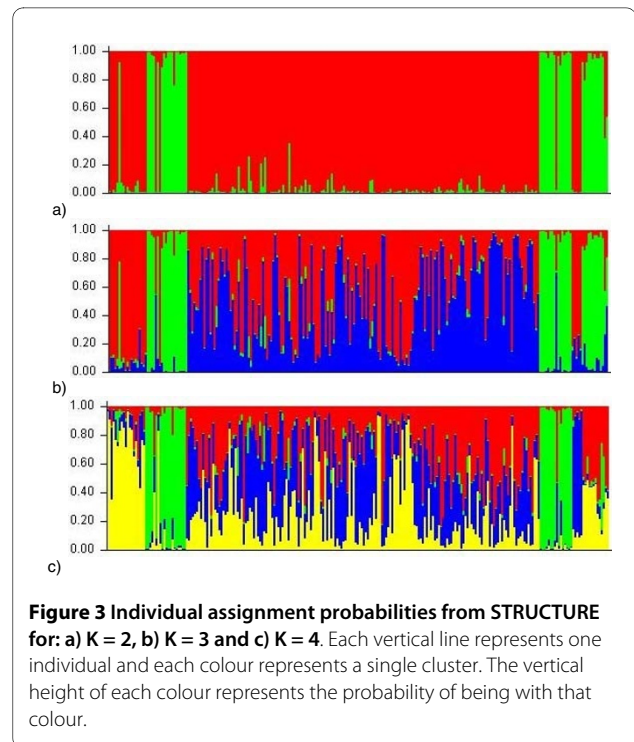 1.00
0.80
0.60
0.40
0.20
0.00
a)
1.00
0.80
0.60
0.40
0.20
0.00
b)
1.00
0.80
0.60
0.40
0.20
0.00
c)
Figure 3 Individual assignment probabilities from STRUCTURE
for: a) K = 2, b) K = 3 and c) K = 4. Each vertical line represents one
individual and each colour represents a single cluster. The vertical
height of each colour represents the probability of being with that
colour.